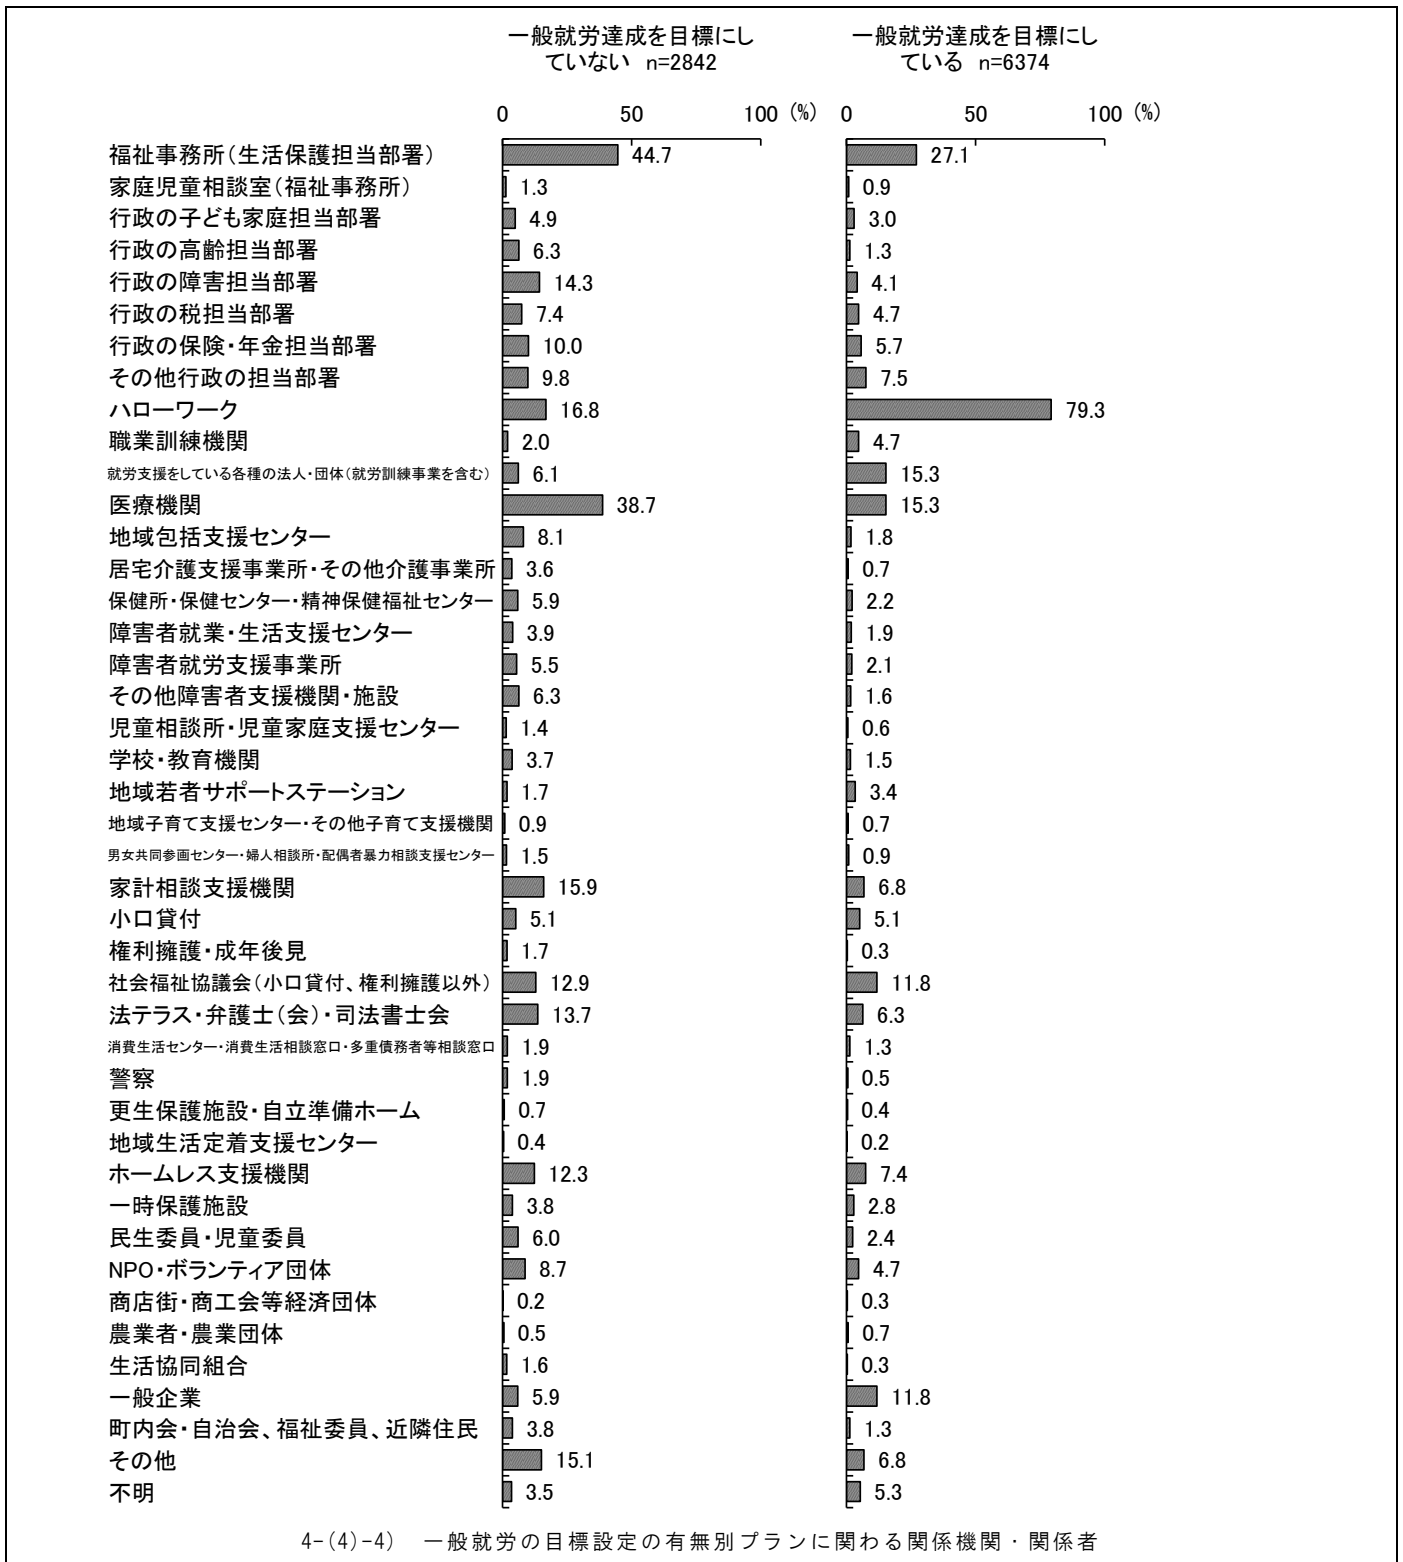 一般就労達成を目標にし
ていない n=2842
一般就労達成を目標にし
ている n=6374
0 50 100 (%) 0 50 100 (%)
福祉事務所(生活保護担当部署) 44.7 27.1
家庭児童相談室(福祉事務所) 1.3 0.9
行政の子ども家庭担当部署 4.9 3.0
行政の高齢担当部署 6.3 1.3
行政の障害担当部署 14.3 4.1
行政の税担当部署 7.4 4.7
行政の保険・年金担当部署 10.0 5.7
その他行政の担当部署 9.8 7.5
ハローワーク 16.8 79.3
職業訓練機関 2.0 4.7
就労支援をしている各種の法人・団体(就労訓練事業を含む) 6.1 15.3
医療機関 38.7 15.3
地域包括支援センター 8.1 1.8
居宅介護支援事業所・その他介護事業所 3.6 0.7
保健所・保健センター・精神保健福祉センター 5.9 2.2
障害者就業・生活支援センター 3.9 1.9
障害者就労支援事業所 5.5 2.1
その他障害者支援機関・施設 6.3 1.6
児童相談所・児童家庭支援センター 1.4 0.6
学校・教育機関 3.7 1.5
地域若者サポートステーション 1.7 3.4
地域子育て支援センター・その他子育て支援機関 0.9 0.7
男女共同参画センター・婦人相談所・配偶者暴力相談支援センター 1.5 0.9
家計相談支援機関 15.9 6.8
小口貸付 5.1 5.1
権利擁護・成年後見 1.7 0.3
社会福祉協議会(小口貸付、権利擁護以外) 12.9 11.8
法テラス・弁護士(会)・司法書士会 13.7 6.3
消費生活センター・消費生活相談窓口・多重債務者等相談窓口 1.9 1.3
警察 1.9 0.5
更生保護施設・自立準備ホーム 0.7 0.4
地域生活定着支援センター 0.4 0.2
ホームレス支援機関 12.3 7.4
一時保護施設 3.8 2.8
民生委員・児童委員 6.0 2.4
NPO・ボランティア団体 8.7 4.7
商店街・商工会等経済団体 0.2 0.3
農業者・農業団体 0.5 0.7
生活協同組合 1.6 0.3
一般企業 5.9 11.8
町内会・自治会、福祉委員、近隣住民 3.8 1.3
その他 15.1 6.8
不明 3.5 5.3
4-(4)-4) 一般就労の目標設定の有無別プランに関わる関係機関・関係者